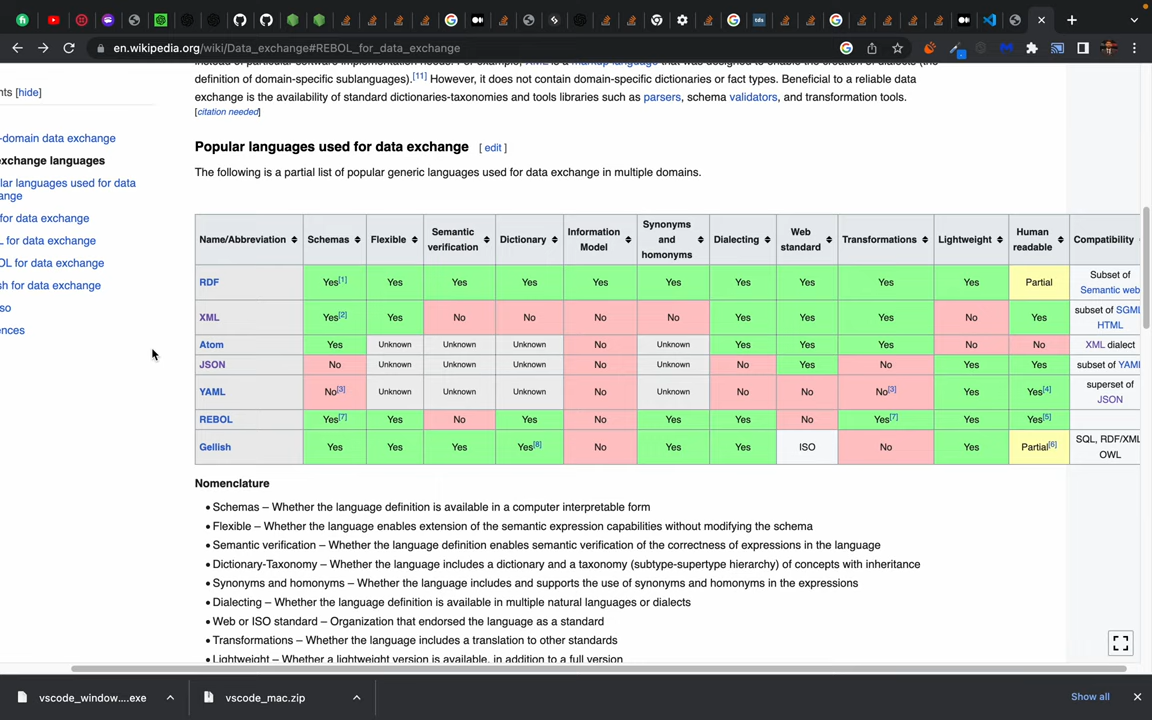 en.wikipedia.org/wiki/Data_exchange#REBOL_for_data_exchange
(definition of domain-specific sublanguages).[11] However, it does not contain domain-specific dictionaries or fact types. Beneficial to a reliable data
exchange is the availability of standard dictionaries-taxonomies and tools libraries such as parsers, schema validators, and transformation tools.
[citation needed]
nts [hide]
-domain data exchange
exchange languages
lar languages used for data
ange
for data exchange
L for data exchange
OL for data exchange
sh for data exchange
so
ences
Popular languages used for data exchange [ edit ]
The following is a partial list of popular generic languages used for data exchange in multiple domains.
Name/Abbreviation Schemas Flexible Semantic verification Dictionary Information Model Synonyms and homonyms Dialecting Web standard Transformations Lightweight Human readable Compatibility
RDF Yes[1] Yes Yes Yes Yes Yes Yes Yes Yes Yes Partial Subset of Semantic web
XML Yes[2] Yes No No No No Yes Yes Yes No Yes subset of SGML HTML
Atom Yes Unknown Unknown Unknown No Unknown Yes Yes Yes No No XML dialect
JSON No Unknown Unknown Unknown No Unknown No Yes No Yes Yes subset of YAML
YAML No[3] Unknown Unknown Unknown No Unknown No No No[3] Yes Yes[4] superset of JSON
REBOL Yes[7] Yes No Yes No Yes Yes No Yes[7] Yes Yes[5]
Gellish Yes Yes Yes Yes[8] No Yes Yes ISO No Yes Partial[6] SQL, RDF/XML OWL
Nomenclature
• Schemas – Whether the language definition is available in a computer interpretable form
• Flexible – Whether the language enables extension of the semantic expression capabilities without modifying the schema
• Semantic verification – Whether the language definition enables semantic verification of the correctness of expressions in the language
• Dictionary-Taxonomy – Whether the language includes a dictionary and a taxonomy (subtype-supertype hierarchy) of concepts with inheritance
• Synonyms and homonyms – Whether the language includes and supports the use of synonyms and homonyms in the expressions
• Dialecting – Whether the language definition is available in multiple natural languages or dialects
• Web or ISO standard – Organization that endorsed the language as a standard
• Transformations – Whether the language includes a translation to other standards
• Lightweight – Whether a lightweight version is available, in addition to a full version
vscode_window....exe
vscode_mac.zip
Show all